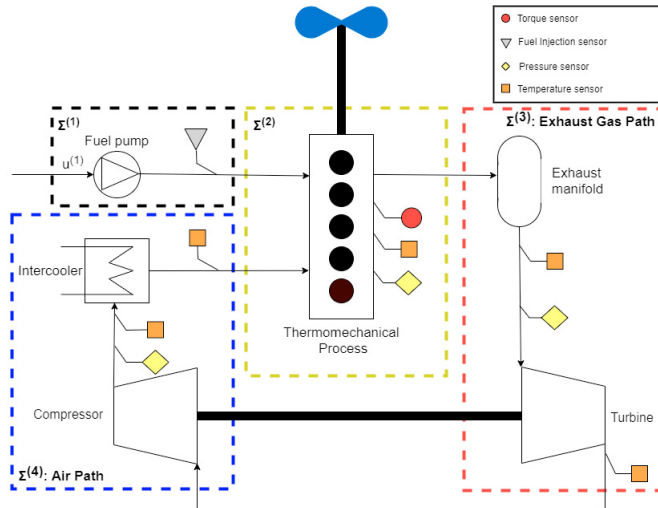 Torque sensor
Fuel Injection sensor
Pressure sensor
Temperature sensor
Σ(1)
Fuel pump
u(1)
Σ(2)
Σ(3): Exhaust Gas Path
Exhaust
manifold
Intercooler
Thermomechanical
Process
Compressor
Turbine
Σ(4): Air Path